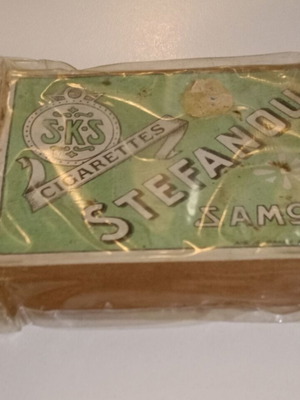 S·K·S
CIGARETTES
STEFANOU
SAMO